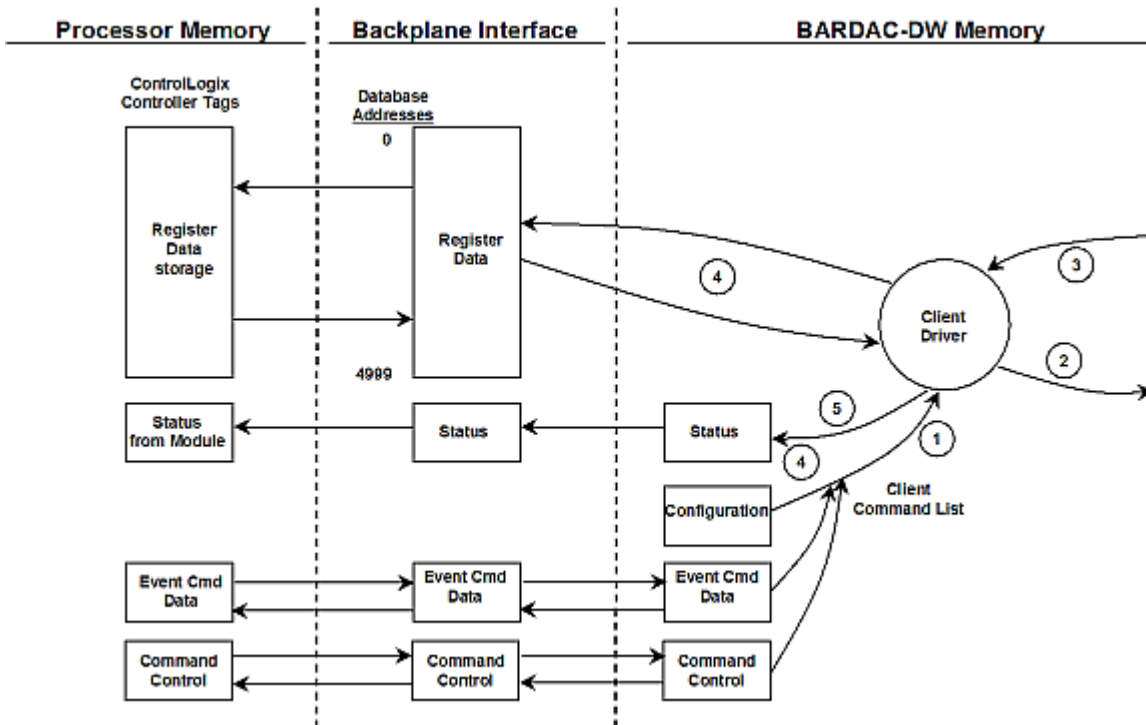 Processor Memory
Backplane Interface
BARDAC-DW Memory
ControlLogix
Controller Tags
Database
Addresses
0
Register
Data
storage
Register
Data
4
3
Client
Driver
2
4999
Status
from Module
Status
Status
5
4
1
Configuration
Client
Command List
Event Cmd
Data
Event Cmd
Data
Event Cmd
Data
Command
Control
Command
Control
Command
Control